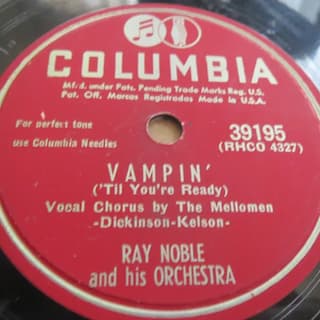 COLUMBIA
Mf'd. under Pats. Pending Trade Marks Reg. U.S.
Pat. Off. Marcas Registradas Made in U.S.A.
For perfect tone
use Columbia Needles
39195
(RHCO 4327)
VAMPIN'
('Til You're Ready)
Vocal Chorus by The Mellomen
-Dickinson-Kelson-
RAY NOBLE
and his ORCHESTRA